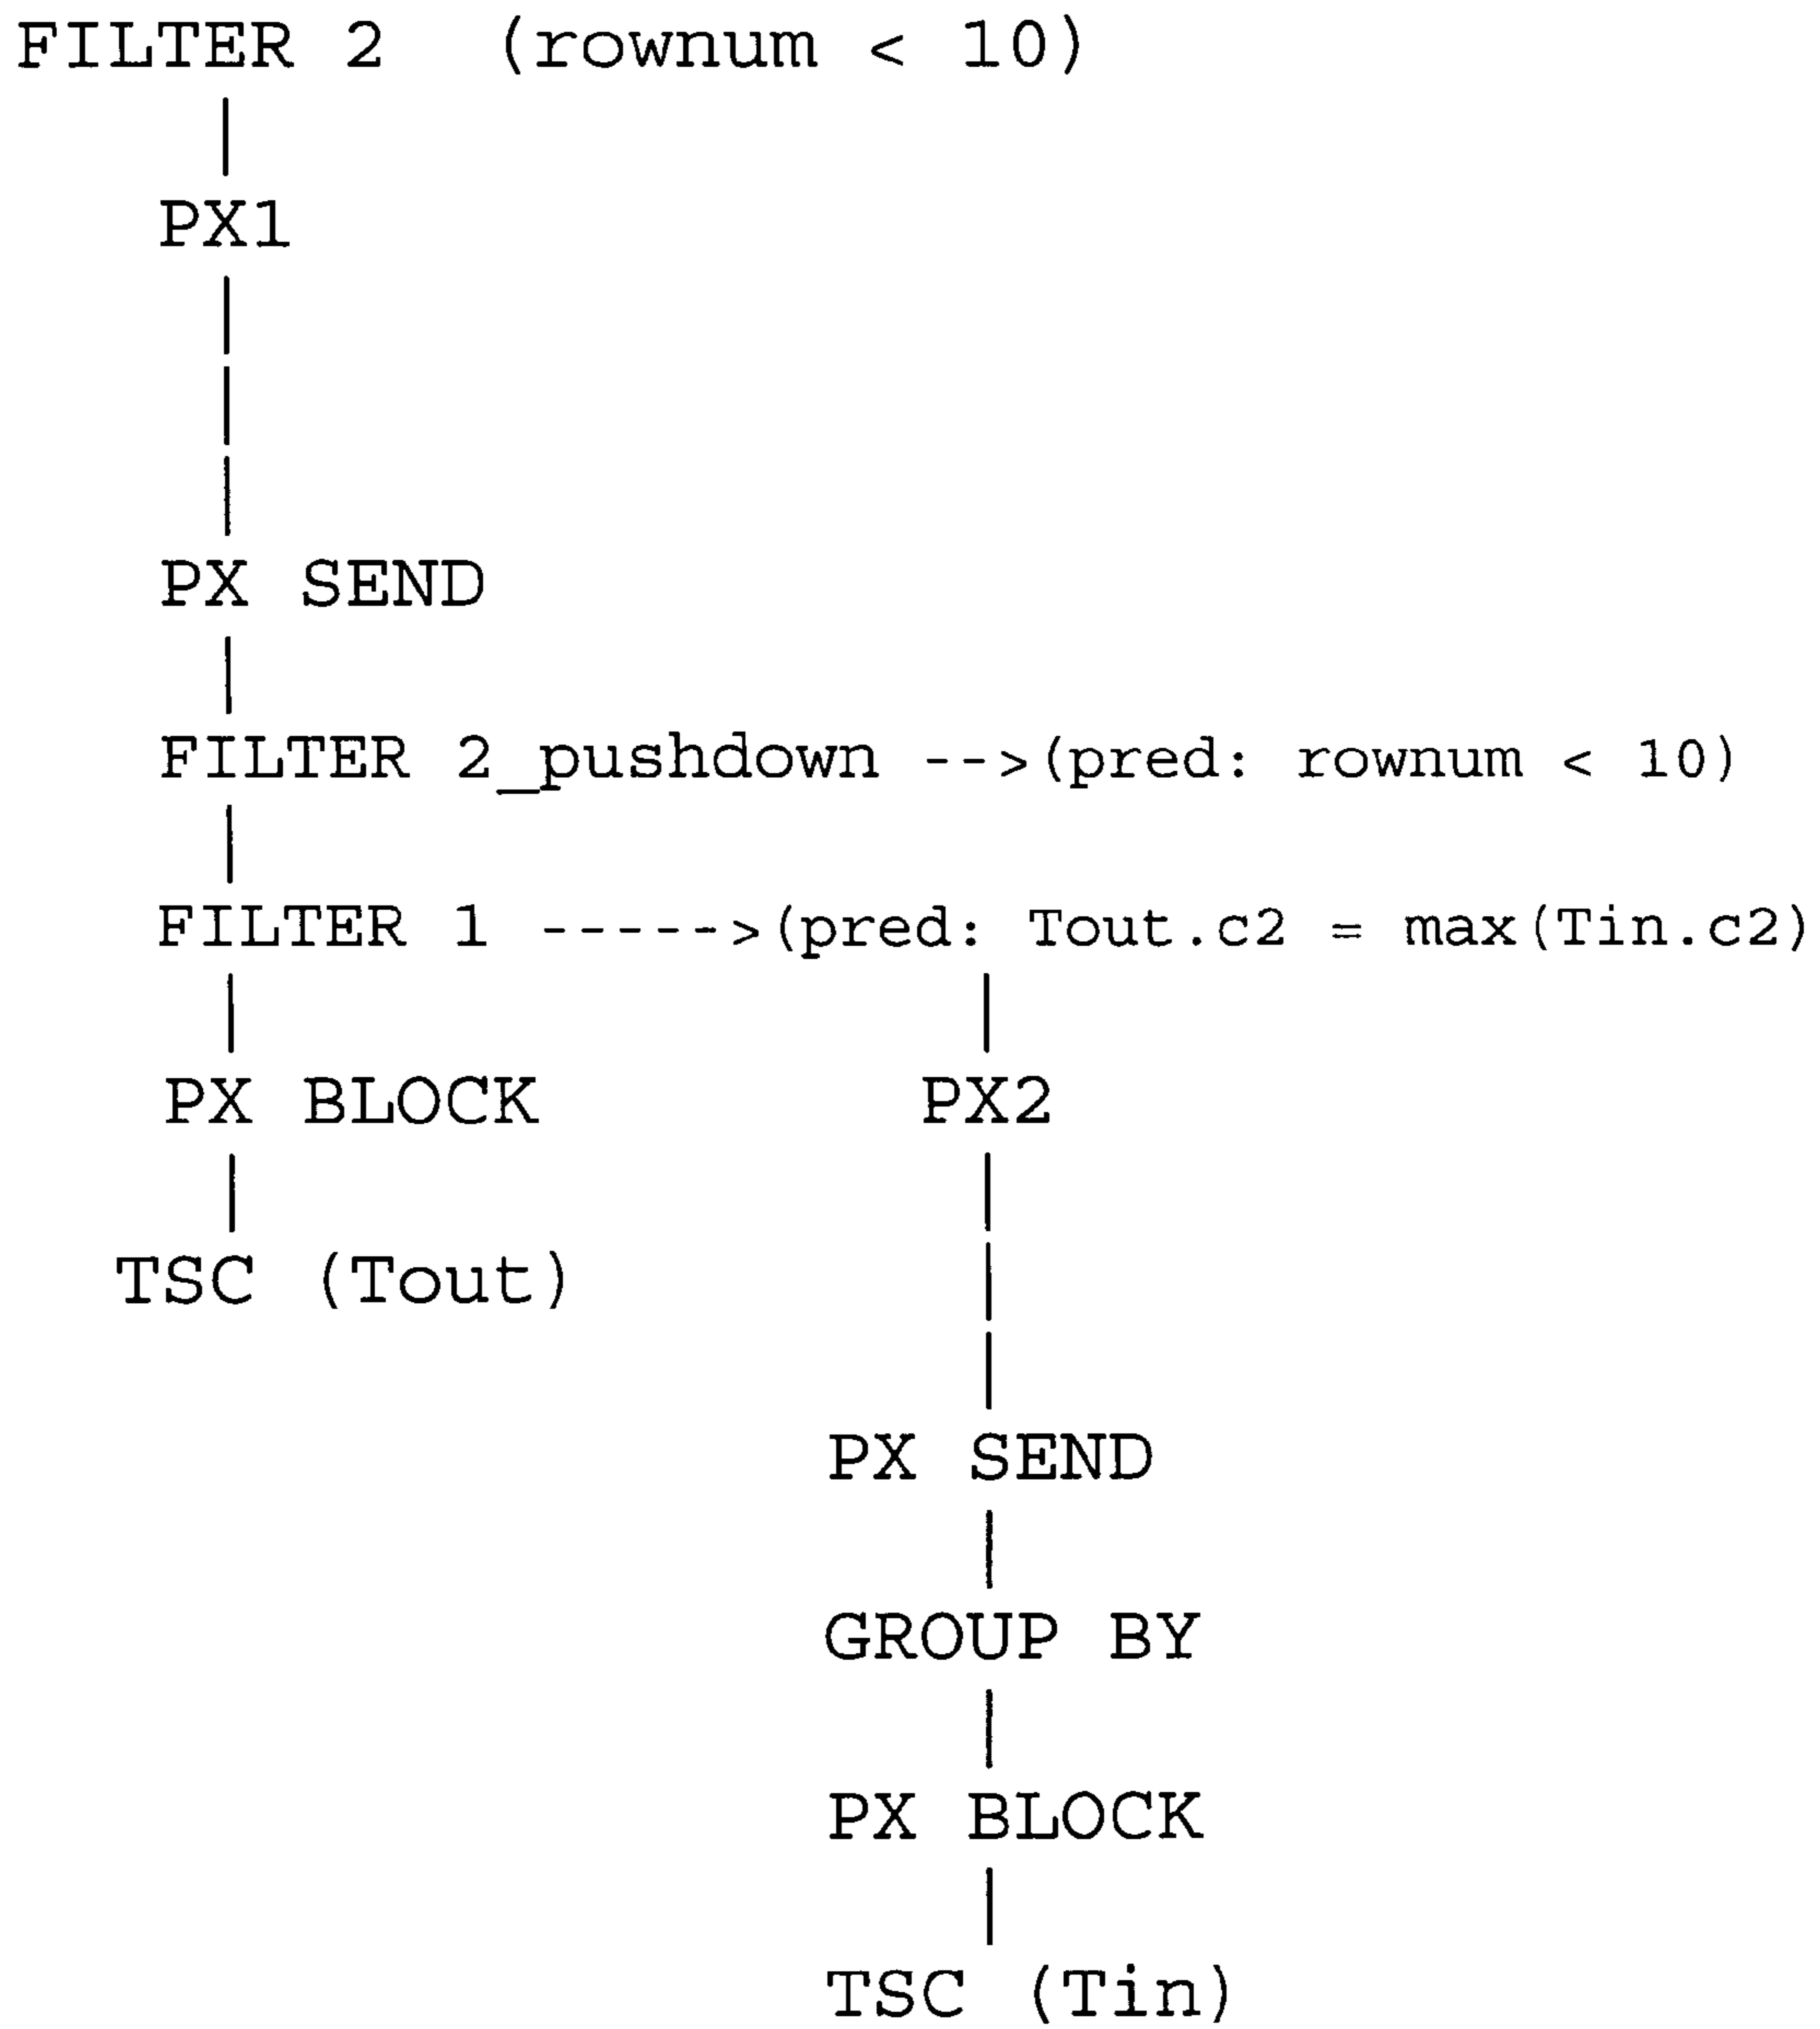 FILTER 2 (rownum < 10)
PX1
PX SEND
FILTER 2_pushdown -->(pred: rownum < 10)
FILTER 1 ----->(pred: Tout.c2 = max(Tin.c2)
PX BLOCK PX2
TSC (Tout)
PX SEND
GROUP BY
PX BLOCK
TSC (Tin)